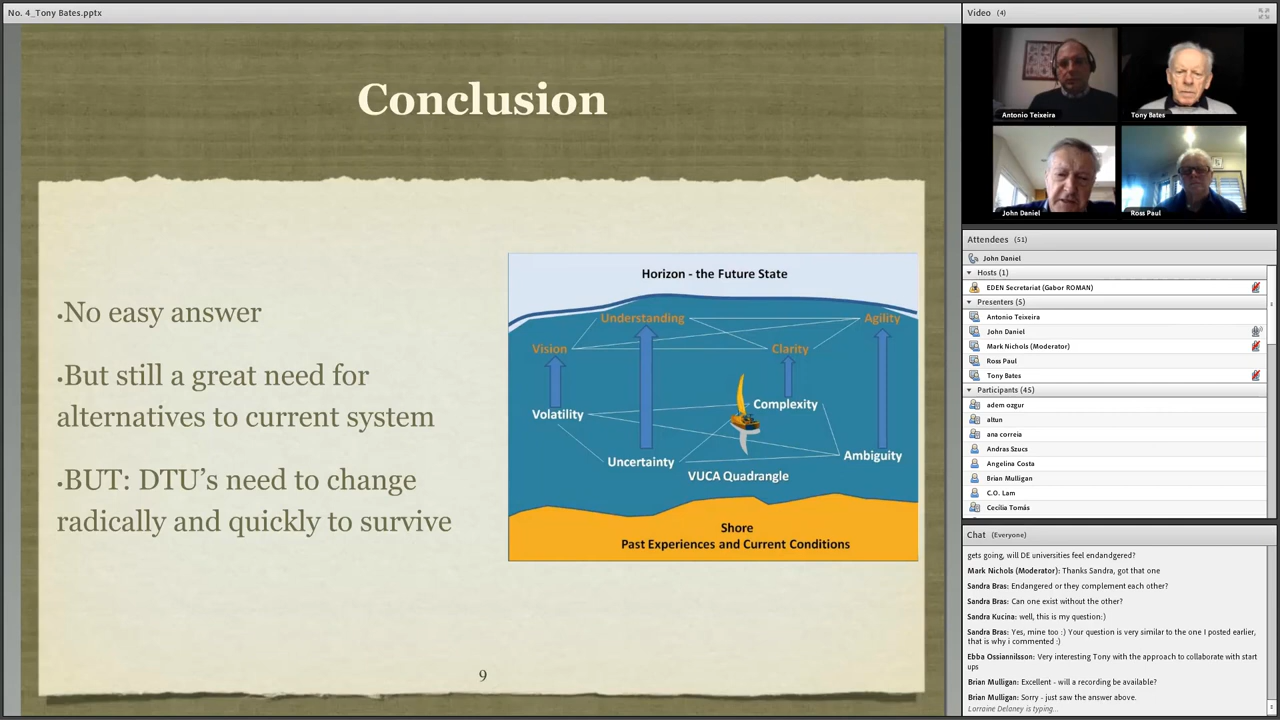 No. 4_Tony Bates.pptx
Conclusion
•No easy answer
•But still a great need for
alternatives to current system
•BUT: DTU’s need to change
radically and quickly to survive
Horizon - the Future State
Understanding
Agility
Vision
Clarity
Volatility
Complexity
Uncertainty
Ambiguity
VUCA Quadrangle
Shore
Past Experiences and Current Conditions
9
Video (4)
Antonio Teixeira
Tony Bates
John Daniel
Ross Paul
Attendees (51)
John Daniel
Hosts (1)
EDEN Secretariat (Gabor ROMAN)
Presenters (5)
Antonio Teixeira
John Daniel
Mark Nichols (Moderator)
Ross Paul
Tony Bates
Participants (45)
adem ozgur
altun
ana correia
Andras Szucs
Angelina Costa
Brian Mulligan
C.O. Lam
Cecilia Tomás
Chat (Everyone)
gets going, will DE universities feel endandgered?
Mark Nichols (Moderator): Thanks Sandra, got that one
Sandra Bras: Endangered or they complement each other?
Sandra Bras: Can one exist without the other?
Sandra Kucina: well, this is my question:)
Sandra Bras: Yes, mine too :) Your question is very similar to the one I posted earlier,
that is why i commented :)
Ebba Ossiannilsson: Very interesting Tony with the approach to collaborate with start
ups
Brian Mulligan: Excellent - will a recording be available?
Brian Mulligan: Sorry - just saw the answer above.
Lorraine Delaney is typing...